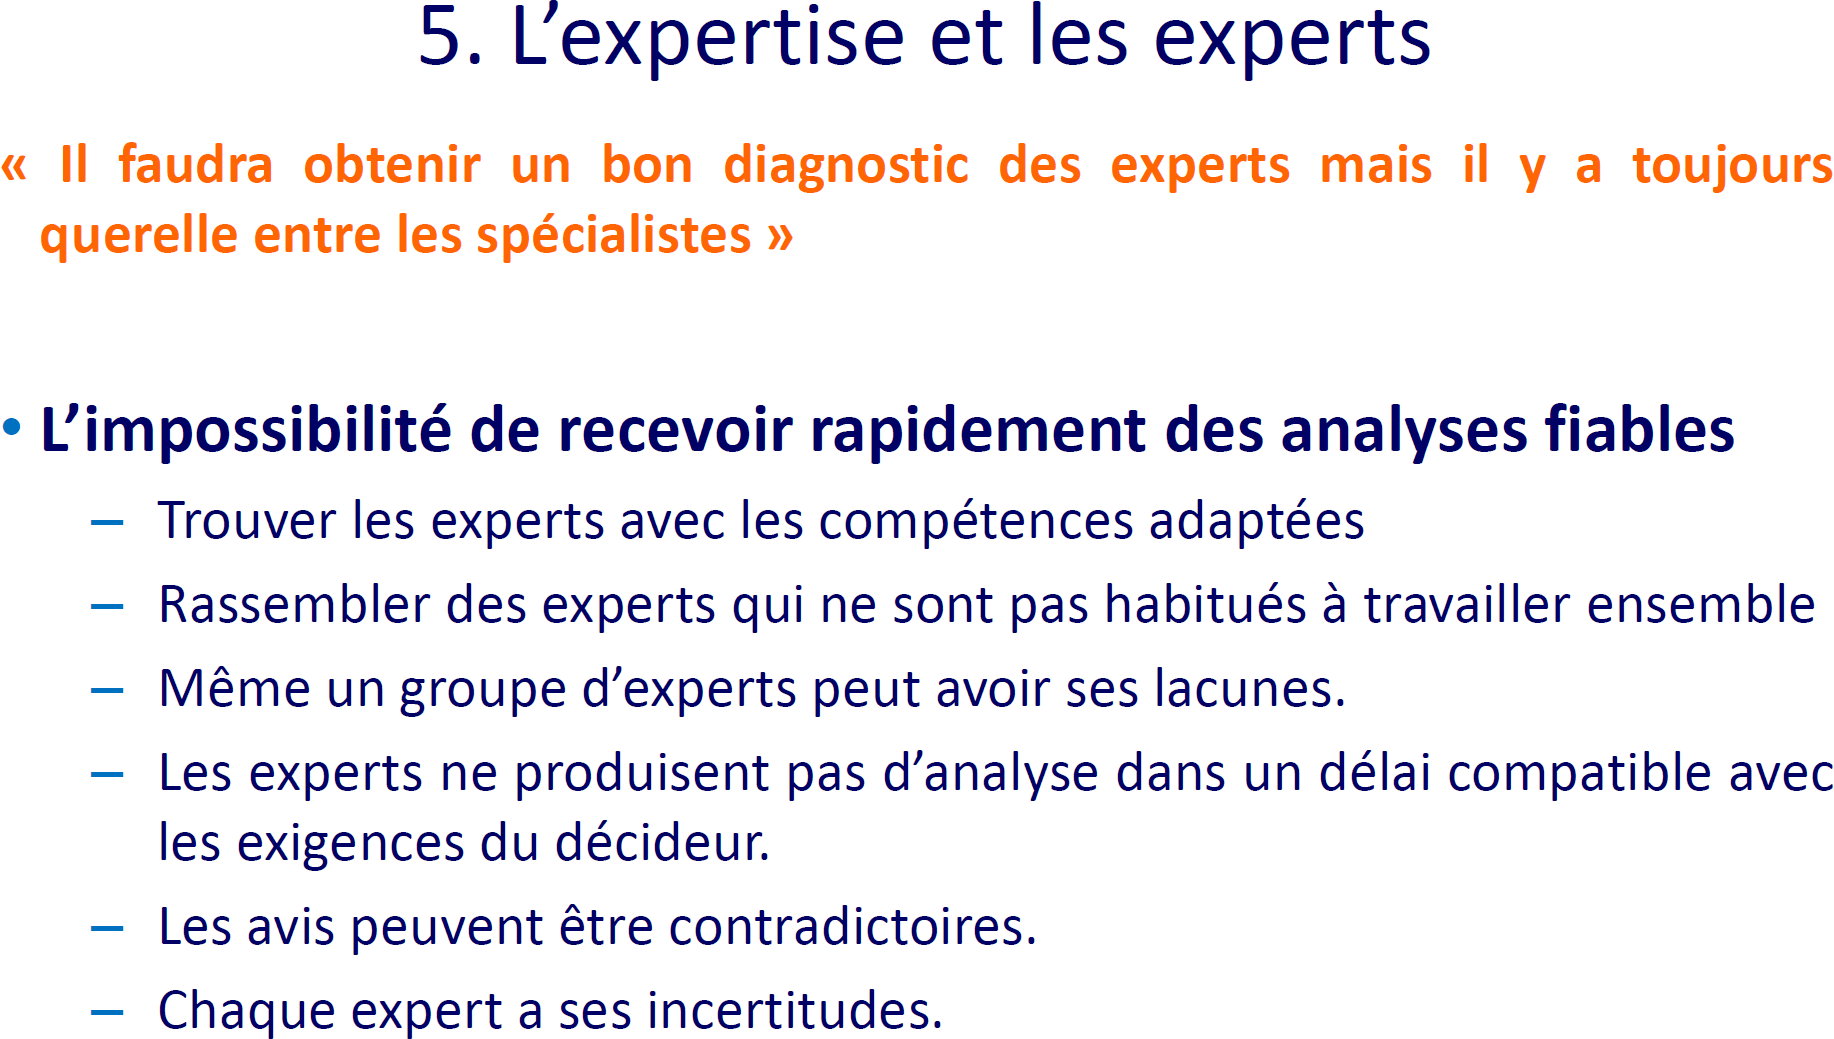 5. L’expertise et les experts
« Il faudra obtenir un bon diagnostic des experts mais il y a toujours
querelle entre les spécialistes »
• L’impossibilité de recevoir rapidement des analyses fiables
– Trouver les experts avec les compétences adaptées
– Rassembler des experts qui ne sont pas habitués à travailler ensemble
– Même un groupe d’experts peut avoir ses lacunes.
– Les experts ne produisent pas d’analyse dans un délai compatible avec
les exigences du décideur.
– Les avis peuvent être contradictoires.
– Chaque expert a ses incertitudes.